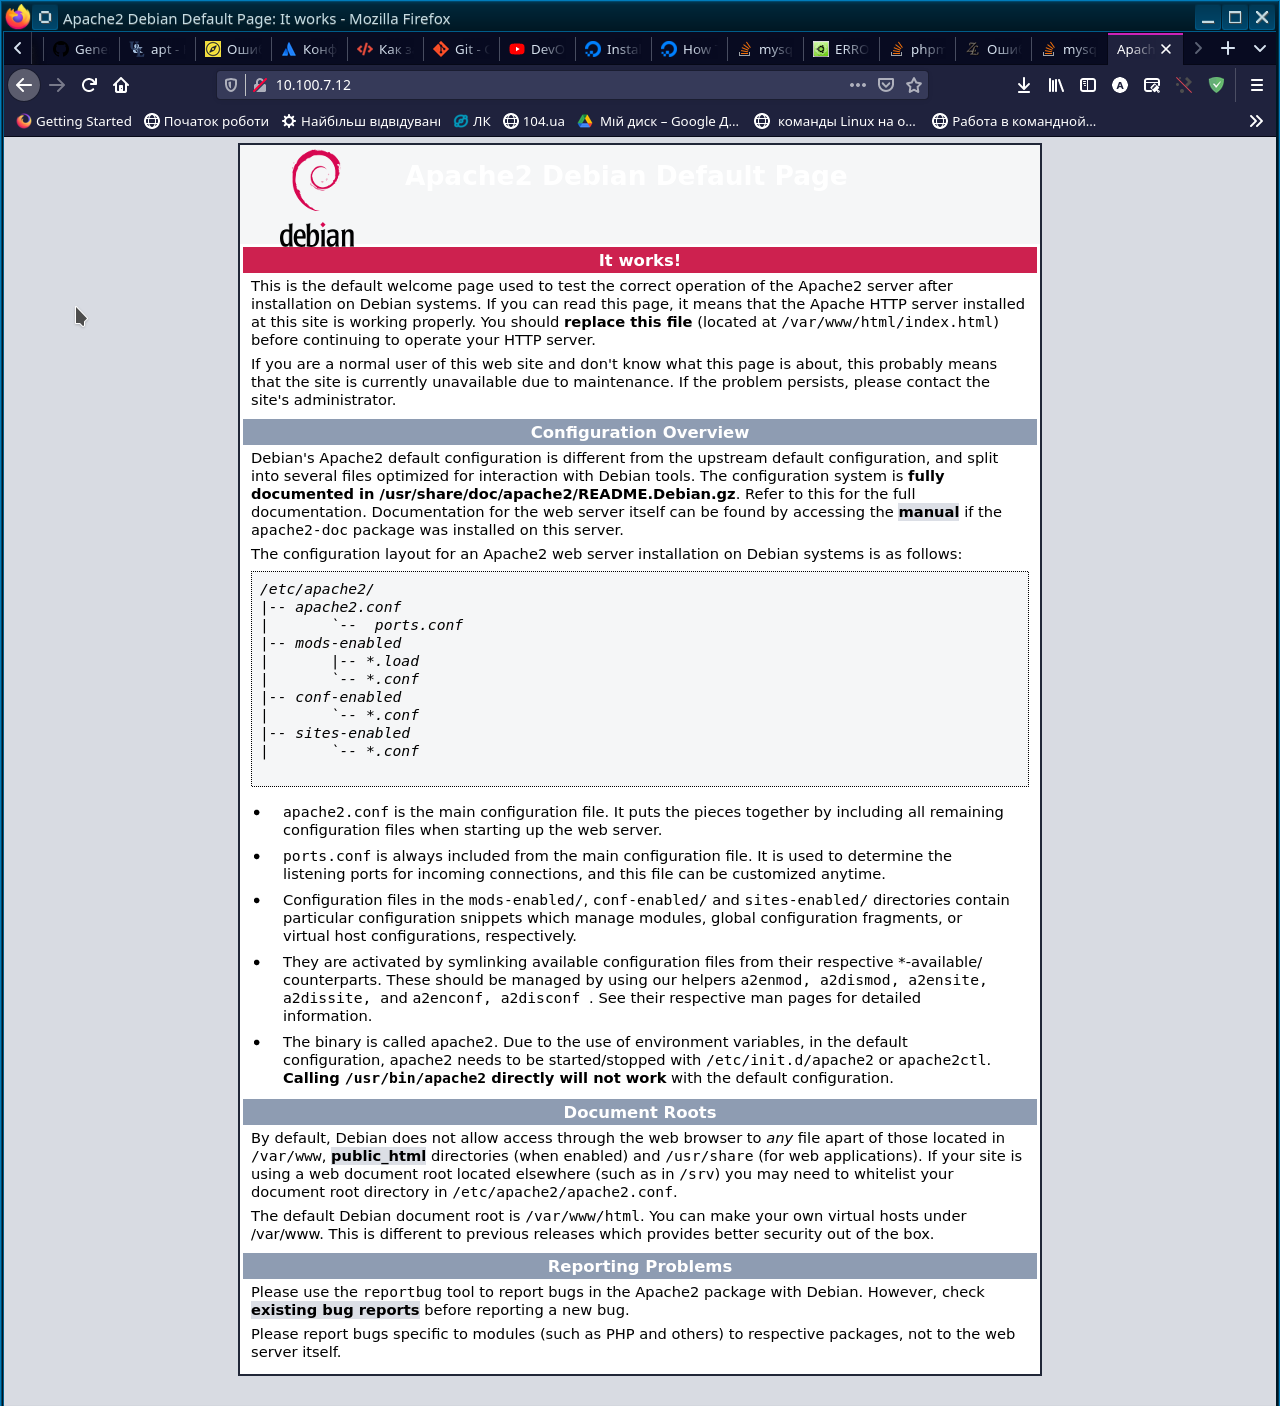 Apache2 Debian Default Page: It works - Mozilla Firefox
Gene apt - Оши Конф Как з Git - DevO Insta How mysq ERRO phpm Оши mysq Apach
10.100.7.12
Getting Started Початок роботи Найбільш відвідувані ЛК 104.ua Мій диск – Google Д... команды Linux на о... Работа в командной...
debian
Apache2 Debian Default Page
It works!
This is the default welcome page used to test the correct operation of the Apache2 server after
installation on Debian systems. If you can read this page, it means that the Apache HTTP server installed
at this site is working properly. You should replace this file (located at /var/www/html/index.html)
before continuing to operate your HTTP server.
If you are a normal user of this web site and don't know what this page is about, this probably means
that the site is currently unavailable due to maintenance. If the problem persists, please contact the
site's administrator.
Configuration Overview
Debian's Apache2 default configuration is different from the upstream default configuration, and split
into several files optimized for interaction with Debian tools. The configuration system is fully
documented in /usr/share/doc/apache2/README.Debian.gz. Refer to this for the full
documentation. Documentation for the web server itself can be found by accessing the manual if the
apache2-doc package was installed on this server.
The configuration layout for an Apache2 web server installation on Debian systems is as follows:
/etc/apache2/
|-- apache2.conf
|       `--  ports.conf
|-- mods-enabled
|       |-- *.load
|       `-- *.conf
|-- conf-enabled
|       `-- *.conf
|-- sites-enabled
|       `-- *.conf
• apache2.conf is the main configuration file. It puts the pieces together by including all remaining
configuration files when starting up the web server.
• ports.conf is always included from the main configuration file. It is used to determine the
listening ports for incoming connections, and this file can be customized anytime.
• Configuration files in the mods-enabled/, conf-enabled/ and sites-enabled/ directories contain
particular configuration snippets which manage modules, global configuration fragments, or
virtual host configurations, respectively.
• They are activated by symlinking available configuration files from their respective *-available/
counterparts. These should be managed by using our helpers a2enmod, a2dismod, a2ensite,
a2dissite, and a2enconf, a2disconf . See their respective man pages for detailed
information.
• The binary is called apache2. Due to the use of environment variables, in the default
configuration, apache2 needs to be started/stopped with /etc/init.d/apache2 or apache2ctl.
Calling /usr/bin/apache2 directly will not work with the default configuration.
Document Roots
By default, Debian does not allow access through the web browser to any file apart of those located in
/var/www, public_html directories (when enabled) and /usr/share (for web applications). If your site is
using a web document root located elsewhere (such as in /srv) you may need to whitelist your
document root directory in /etc/apache2/apache2.conf.
The default Debian document root is /var/www/html. You can make your own virtual hosts under
/var/www. This is different to previous releases which provides better security out of the box.
Reporting Problems
Please use the reportbug tool to report bugs in the Apache2 package with Debian. However, check
existing bug reports before reporting a new bug.
Please report bugs specific to modules (such as PHP and others) to respective packages, not to the web
server itself.